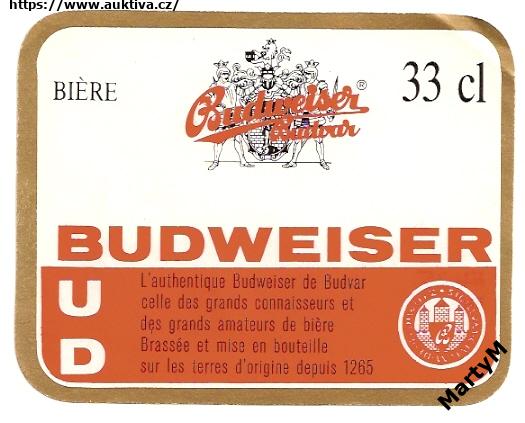 https://www.auktiva.cz/
BIÈRE
Budweiser®
Budvar
33 cl
BUDWEISER
U
D
L'authentique Budweiser de Budvar
celle des grands connaisseurs et
des grands amateurs de bière
Brassée et mise en bouteille
sur les terres d'origine depuis 1265
MartyM